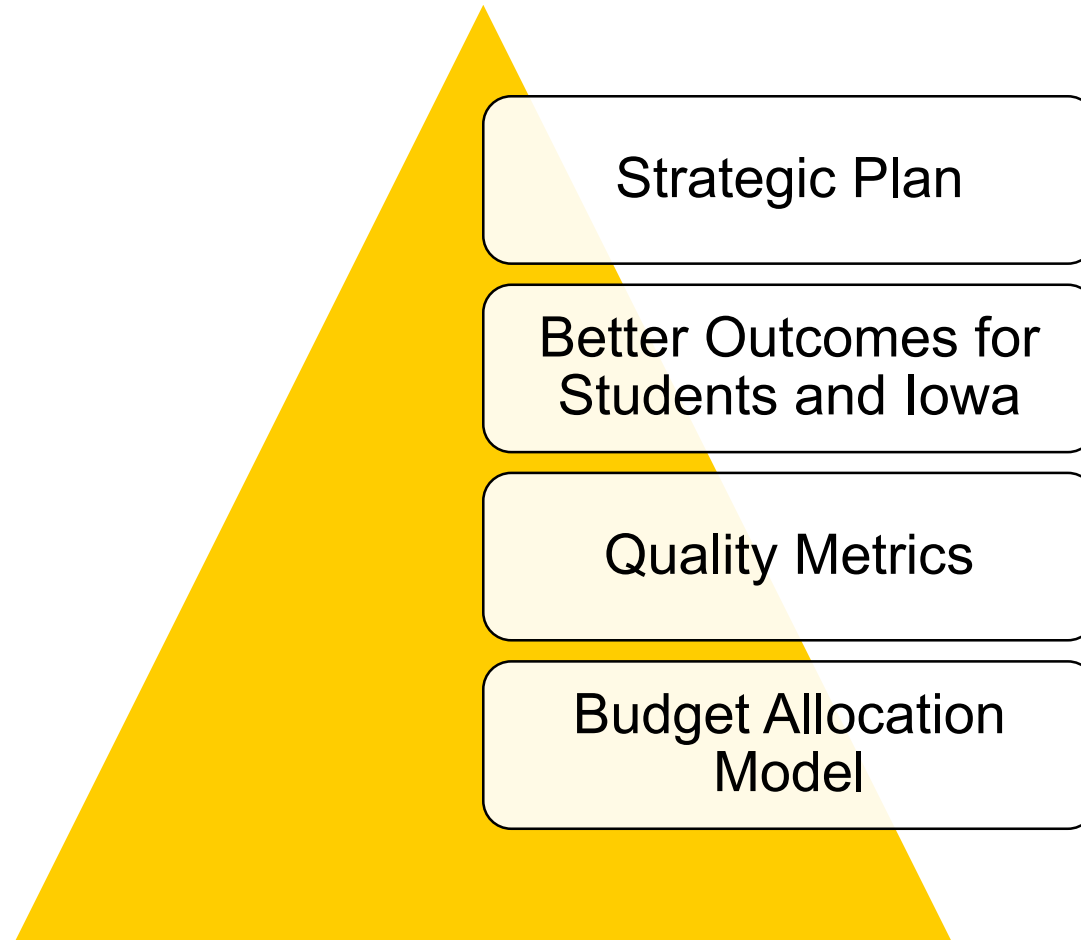 Strategic Plan
Better Outcomes for
Students and Iowa
Quality Metrics
Budget Allocation
Model